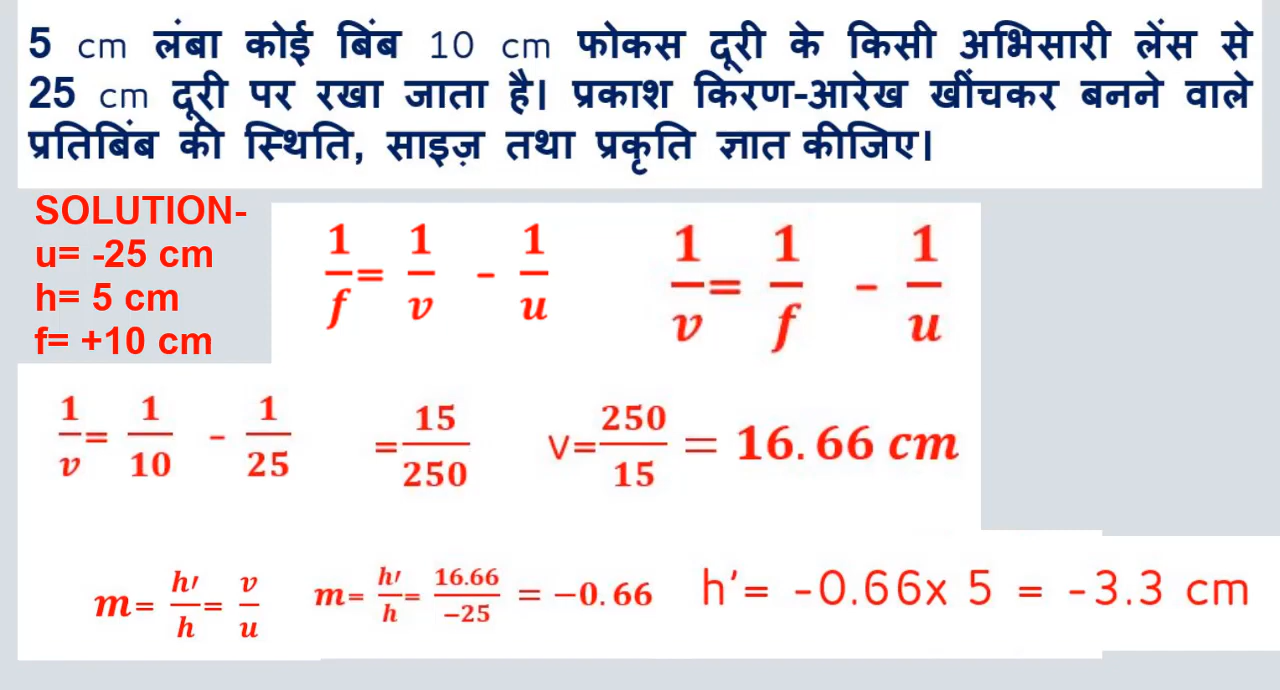 5 cm लंबा कोई बिंब 10 cm फोकस दूरी के किसी अभिसारी लेंस से
25 cm दूरी पर रखा जाता है। प्रकाश किरण-आरेख खींचकर बनने वाले
प्रतिबिंब की स्थिति, साइज़ तथा प्रकृति ज्ञात कीजिए।
SOLUTION-
u= -25 cm
h= 5 cm
f= +10 cm
1/f = 1/v - 1/u
1/v = 1/f - 1/u
1/v = 1/10 - 1/25 = 15/250 V= 250/15 = 16.66 cm
m= h′/h = v/u m= h′/h = 16.66/−25 = −0.66 h’= -0.66x 5 = -3.3 cm